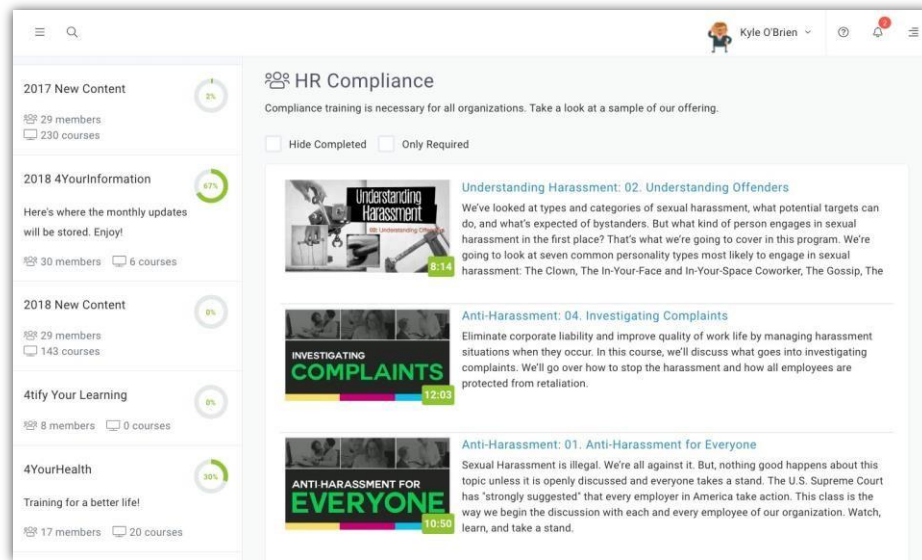 Kyle O'Brien
2
2017 New Content
2%
29 members
230 courses
2018 4YourInformation
67%
Here's where the monthly updates
will be stored. Enjoy!
30 members 6 courses
2018 New Content
0%
29 members
143 courses
4tify Your Learning
0%
8 members 0 courses
4YourHealth
30%
Training for a better life!
17 members 20 courses
HR Compliance
Compliance training is necessary for all organizations. Take a look at a sample of our offering.
Hide Completed Only Required
Understanding
Harassment
02 Understanding Offenders
8:14
Understanding Harassment: 02. Understanding Offenders
We've looked at types and categories of sexual harassment, what potential targets can
do, and what's expected of bystanders. But what kind of person engages in sexual
harassment in the first place? That's what we're going to cover in this program. We're
going to look at seven common personality types most likely to engage in sexual
harassment: The Clown, The In-Your-Face and In-Your-Space Coworker, The Gossip, The
INVESTIGATING
COMPLAINTS
12:03
Anti-Harassment: 04. Investigating Complaints
Eliminate corporate liability and improve quality of work life by managing harassment
situations when they occur. In this course, we'll discuss what goes into investigating
complaints. We'll go over how to stop the harassment and how all employees are
protected from retaliation.
ANTI-HARASSMENT FOR
EVERYONE
10:50
Anti-Harassment: 01. Anti-Harassment for Everyone
Sexual Harassment is illegal. We're all against it. But, nothing good happens about this
topic unless it is openly discussed and everyone takes a stand. The U.S. Supreme Court
has "strongly suggested" that every employer in America take action. This class is the
way we begin the discussion with each and every employee of our organization. Watch,
learn, and take a stand.